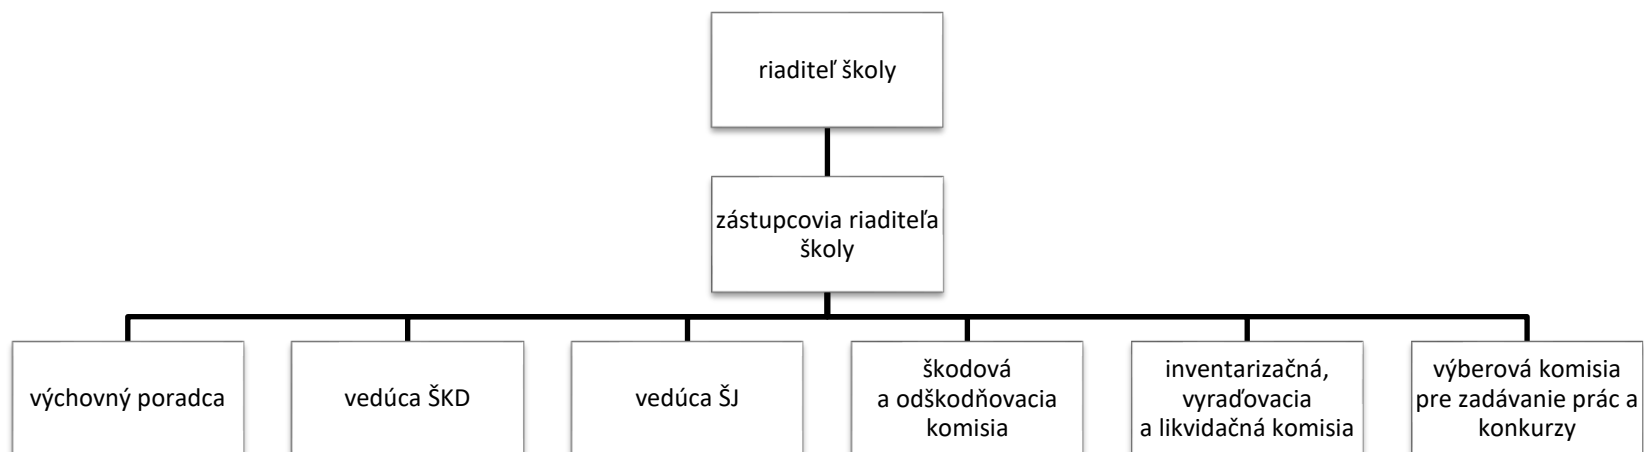 riaditeľ školy
zástupcovia riaditeľa
školy
výchovný poradca
vedúca ŠKD
vedúca ŠJ
škodová
a odškodňovacia
komisia
inventarizačná,
vyraďovacia
a likvidačná komisia
výberová komisia
pre zadávanie prác a
konkurzy